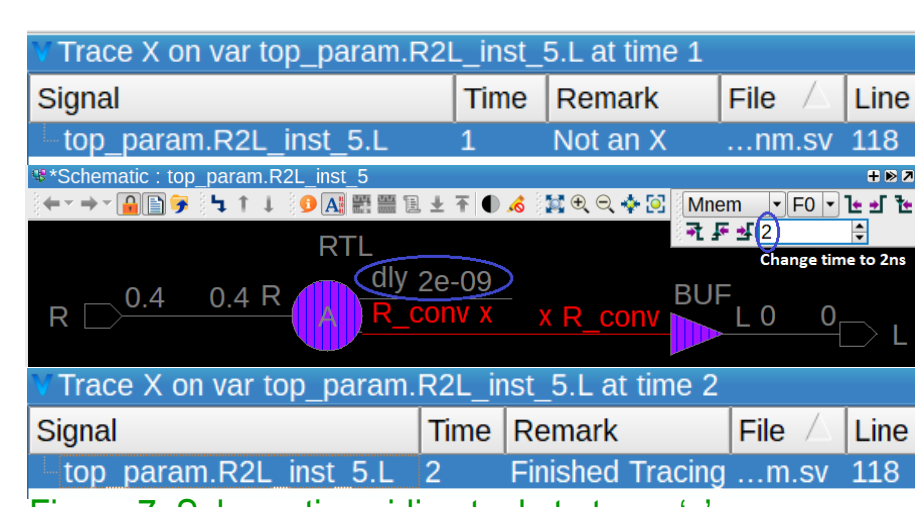 Trace X on var top_param.R2L_inst_5.L at time 1
Signal Time Remark File Line
top_param.R2L_inst_5.L 1 Not an X ...nm.sv 118
*Schematic : top_param.R2L_inst_5
Mnem F0
2
Change time to 2ns
RTL
dly 2e-09
R 0.4 0.4 R A R_conv x x R_conv BUF L 0 0 L
Trace X on var top_param.R2L_inst_5.L at time 2
Signal Time Remark File Line
top_param.R2L_inst_5.L 2 Finished Tracing ...m.sv 118